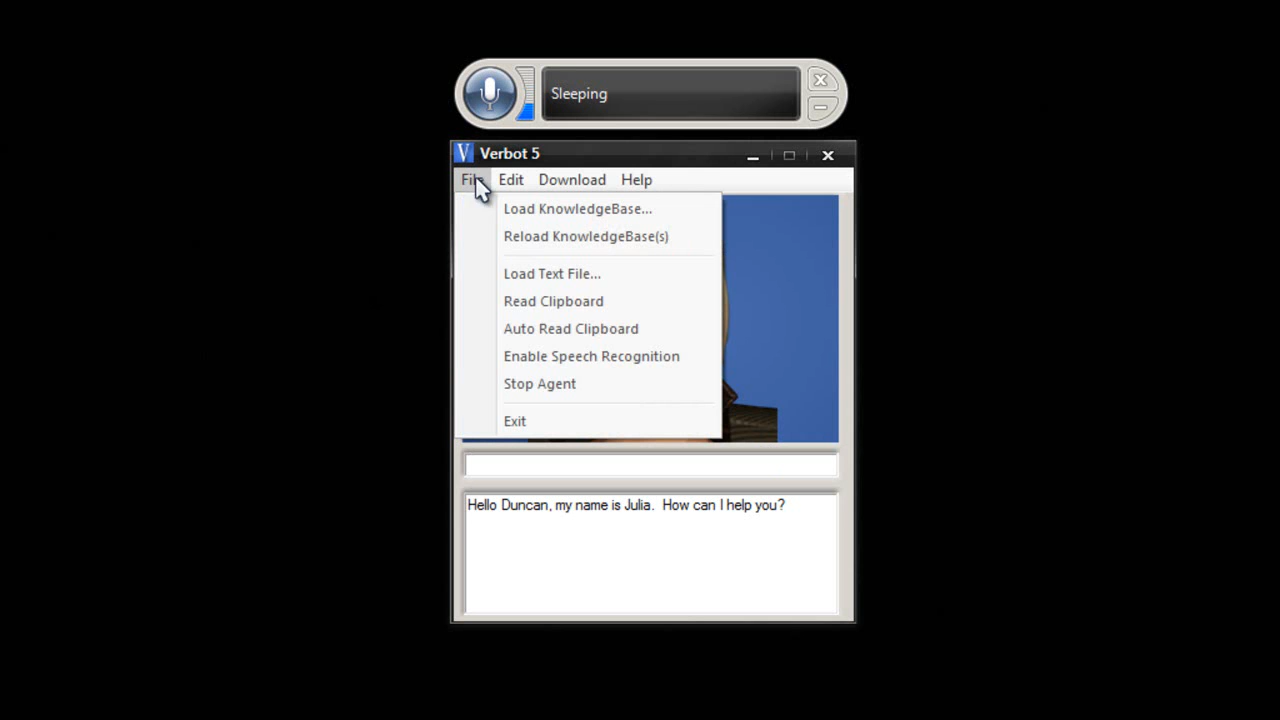 Sleeping
V Verbot 5
File Edit Download Help
Load KnowledgeBase...
Reload KnowledgeBase(s)
Load Text File...
Read Clipboard
Auto Read Clipboard
Enable Speech Recognition
Stop Agent
Exit
Hello Duncan, my name is Julia.  How can I help you?